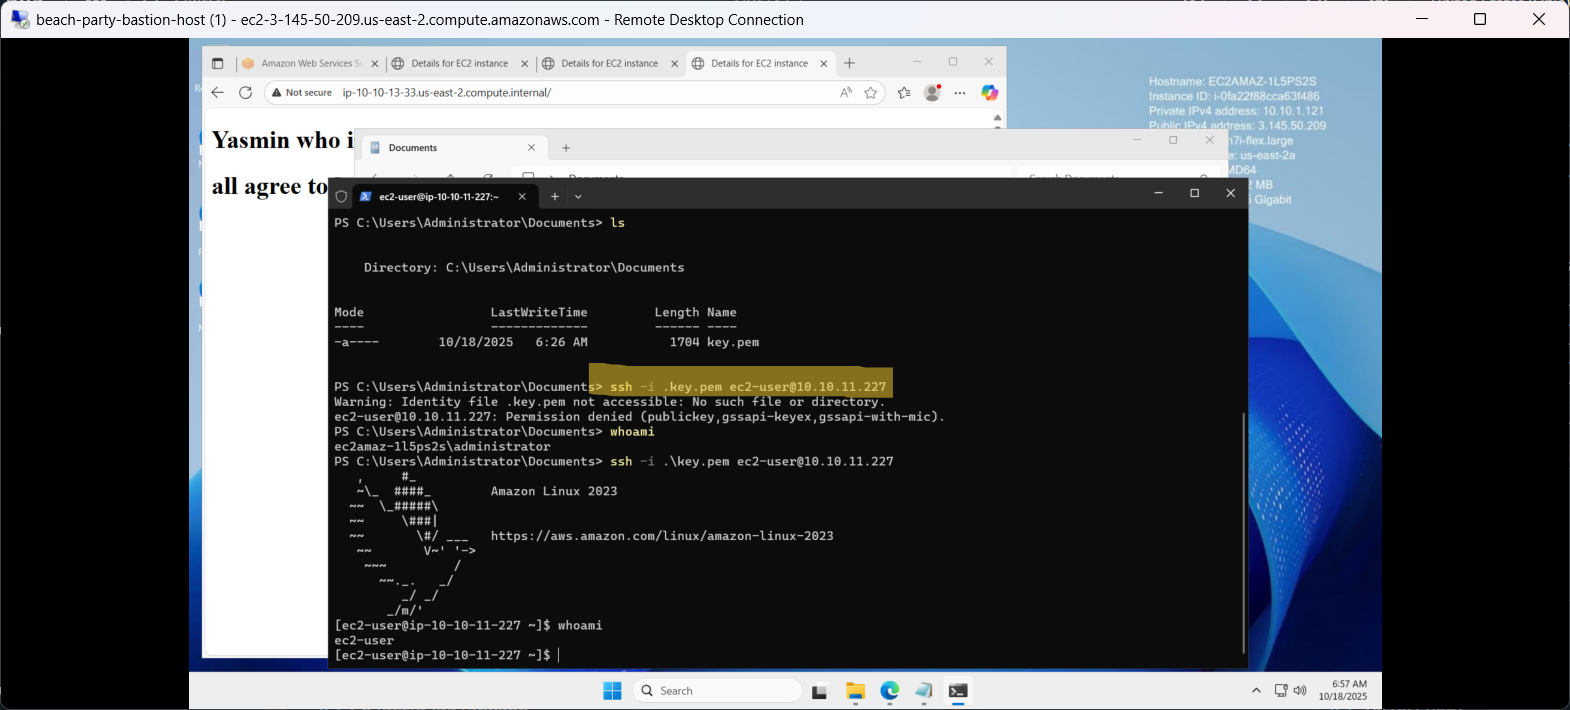 beach-party-bastion-host (1) - ec2-3-145-50-209.us-east-2.compute.amazonaws.com - Remote Desktop Connection
Amazon Web Services S
Details for EC2 instance
Details for EC2 instance
Details for EC2 instance
Not secure ip-10-10-13-33.us-east-2.compute.internal/
Hostname: EC2AMAZ-1L5PS2S
Instance ID: i-0fa22f88cca63f486
Private IPv4 address: 10.10.1.121
Public IPv4 address: 3.145.50.209
m7i-flex.large
e: us-east-2a
MD64
2 MB
Gigabit
Yasmin who i
all agree to
Documents
Documents
Search Documents
ec2-user@ip-10-10-11-227:~
PS C:\Users\Administrator\Documents> ls
Directory: C:\Users\Administrator\Documents
Mode LastWriteTime Length Name
---- ------------- ------ ----
-a---- 10/18/2025 6:26 AM 1704 key.pem
PS C:\Users\Administrator\Documents> ssh -i .key.pem ec2-user@10.10.11.227
Warning: Identity file .key.pem not accessible: No such file or directory.
ec2-user@10.10.11.227: Permission denied (publickey,gssapi-keyex,gssapi-with-mic).
PS C:\Users\Administrator\Documents> whoami
ec2amaz-1l5ps2s\administrator
PS C:\Users\Administrator\Documents> ssh -i .\key.pem ec2-user@10.10.11.227
   ,     #_
   ~\_  ####_        Amazon Linux 2023
  ~~  \_#####\
  ~~     \###|
  ~~       \#/ ___   https://aws.amazon.com/linux/amazon-linux-2023
   ~~       V~' '->
    ~~~         /
      ~~._.   _/
         _/ _/
       _/m/'
[ec2-user@ip-10-10-11-227 ~]$ whoami
ec2-user
[ec2-user@ip-10-10-11-227 ~]$
Search
6:57 AM
10/18/2025